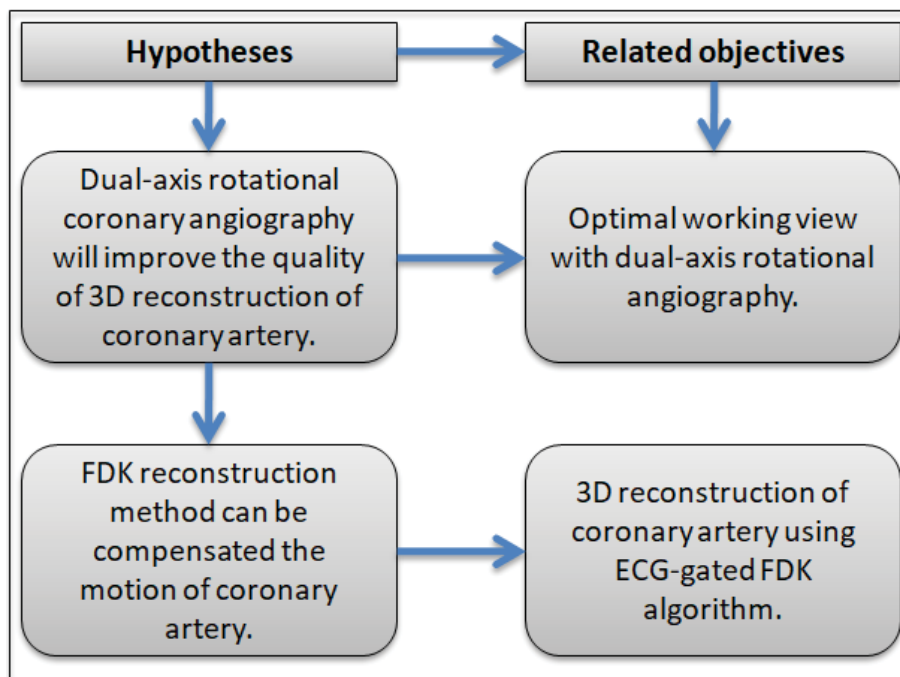 Hypotheses
Related objectives
Dual-axis rotational
coronary angiography
will improve the quality
of 3D reconstruction of
coronary artery.
Optimal working view
with dual-axis rotational
angiography.
FDK reconstruction
method can be
compensated the
motion of coronary
artery.
3D reconstruction of
coronary artery using
ECG-gated FDK
algorithm.